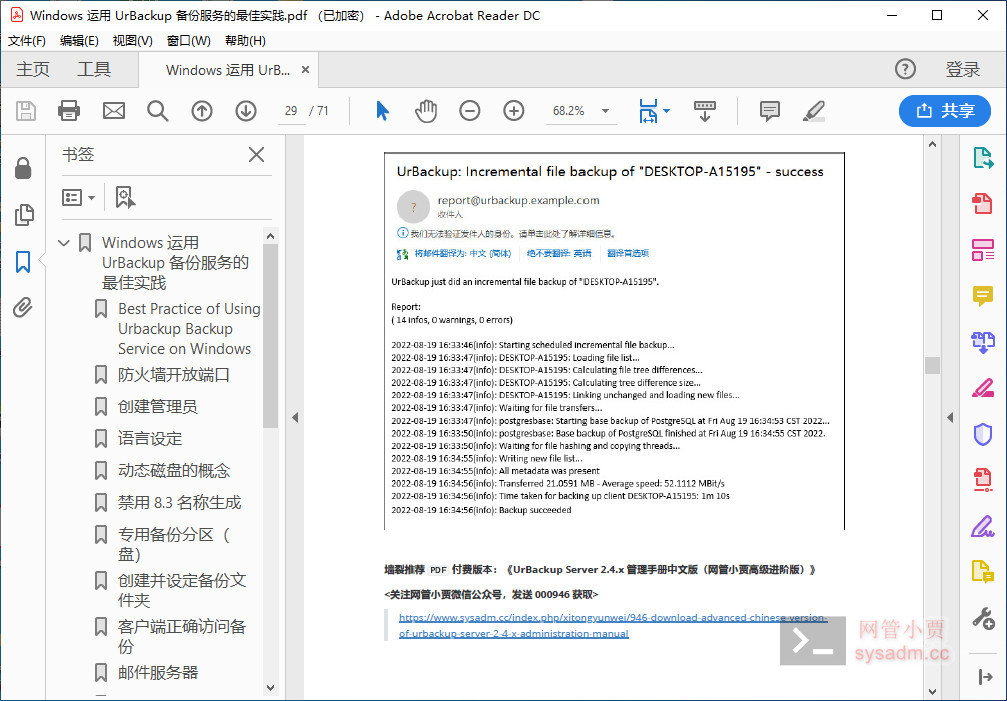 Windows 运用 UrBackup 备份服务的最佳实践.pdf （已加密） - Adobe Acrobat Reader DC
文件(F) 编辑(E) 视图(V) 窗口(W) 帮助(H)
主页 工具 Windows 运用 UrB... × 登录
29 / 71 68.2% 共享
书签
Windows 运用
UrBackup 备份服务的
最佳实践
Best Practice of Using
Urbackup Backup
Service on Windows
防火墙开放端口
创建管理员
语言设定
动态磁盘的概念
禁用 8.3 名称生成
专用备份分区（
盘）
创建并设定备份文
件夹
客户端正确访问备
份
邮件服务器
UrBackup: Incremental file backup of "DESKTOP-A15195" - success
?
report@urbackup.example.com
收件人
我们无法验证发件人的身份。请单击此处了解详细信息。
将邮件翻译为: 中文 (简体) 绝不要翻译: 英语 翻译首选项
UrBackup just did an incremental file backup of "DESKTOP-A15195".
Report:
( 14 infos, 0 warnings, 0 errors)
2022-08-19 16:33:46(info): Starting scheduled incremental file backup...
2022-08-19 16:33:47(info): DESKTOP-A15195: Loading file list...
2022-08-19 16:33:47(info): DESKTOP-A15195: Calculating file tree differences...
2022-08-19 16:33:47(info): DESKTOP-A15195: Calculating tree difference size...
2022-08-19 16:33:47(info): DESKTOP-A15195: Linking unchanged and loading new files...
2022-08-19 16:33:47(info): Waiting for file transfers...
2022-08-19 16:33:47(info): postgresbase: Starting base backup of PostgreSQL at Fri Aug 19 16:34:53 CST 2022...
2022-08-19 16:33:50(info): postgresbase: Base backup of PostgreSQL finished at Fri Aug 19 16:34:55 CST 2022.
2022-08-19 16:33:50(info): Waiting for file hashing and copying threads...
2022-08-19 16:34:55(info): Writing new file list...
2022-08-19 16:34:55(info): All metadata was present
2022-08-19 16:34:56(info): Transferred 21.0591 MB - Average speed: 52.1112 MBit/s
2022-08-19 16:34:56(info): Time taken for backing up client DESKTOP-A15195: 1m 10s
2022-08-19 16:34:56(info): Backup succeeded
墙裂推荐 PDF 付费版本：《UrBackup Server 2.4.x 管理手册中文版（网管小贾高级进阶版）》
<关注网管小贾微信公众号，发送 000946 获取>
https://www.sysadm.cc/index.php/xitongyunwei/946-download-advanced-chinese-version-
of-urbackup-server-2-4-x-administration-manual
网管小贾
sysadm.cc